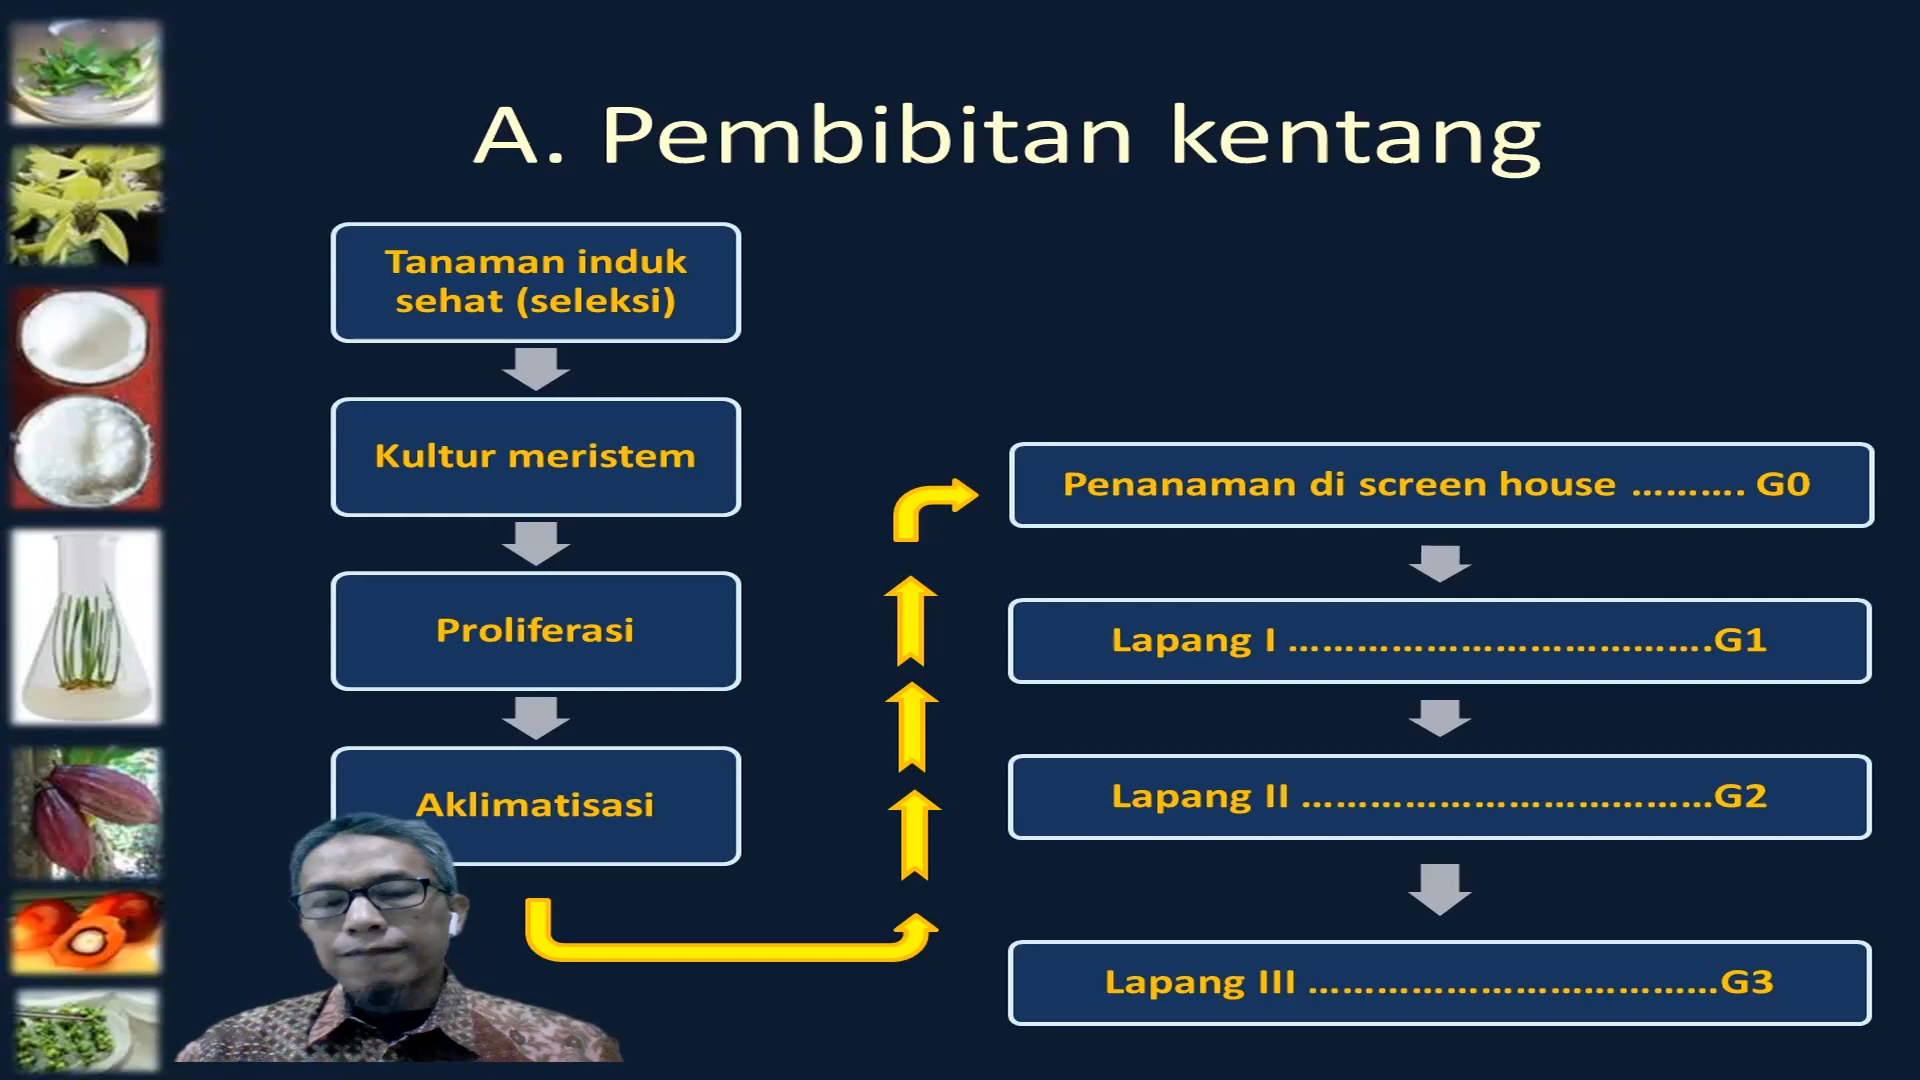 A. Pembibitan kentang
Tanaman induk
sehat (seleksi)
Kultur meristem
Proliferasi
Aklimatisasi
Penanaman di screen house .......... G0
Lapang I .....................................G1
Lapang II ....................................G2
Lapang III ....................................G3